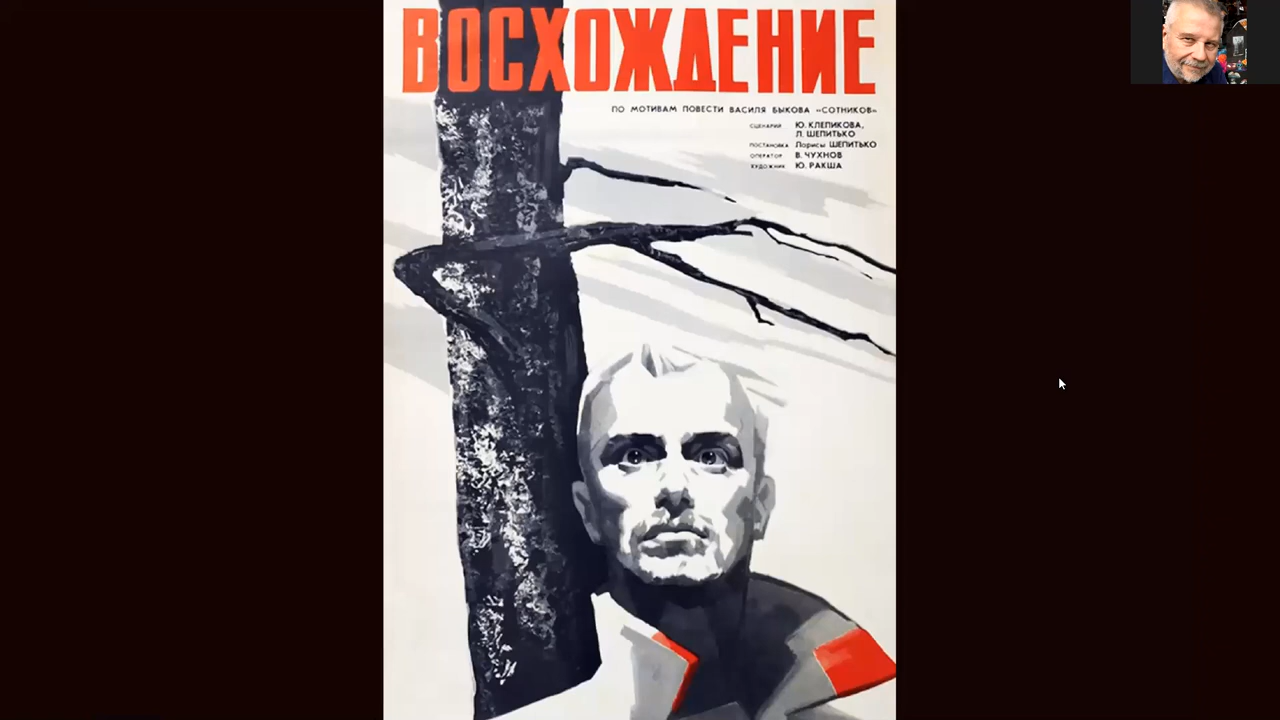 ВОСХОЖДЕНИЕ
ПО МОТИВАМ ПОВЕСТИ ВАСИЛЯ БЫКОВА «СОТНИКОВ»
СЦЕНАРИЙ Ю. КЛЕПИКОВА,
Л. ШЕПИТЬКО
ПОСТАНОВКА Ларисы ШЕПИТЬКО
ОПЕРАТОР В. ЧУХНОВ
ХУДОЖНИК Ю. РАКША